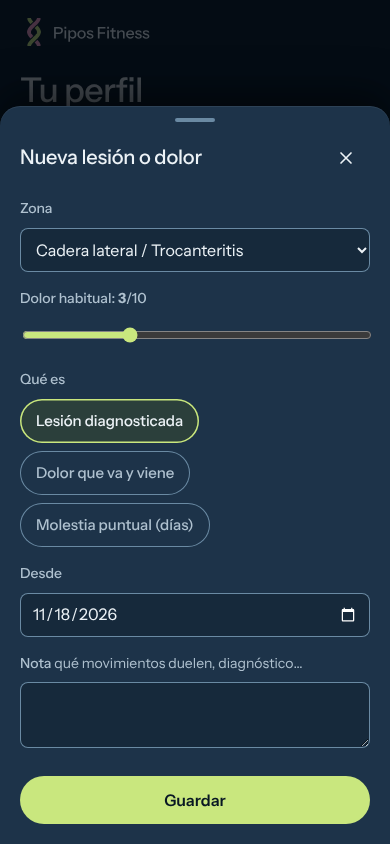 Pipos Fitness
Tu perfil
Nueva lesión o dolor
Zona
Cadera lateral / Trocanteritis
Dolor habitual: 3/10
Qué es
Lesión diagnosticada
Dolor que va y viene
Molestia puntual (días)
Desde
11/18/2026
Nota qué movimientos duelen, diagnóstico...
Guardar